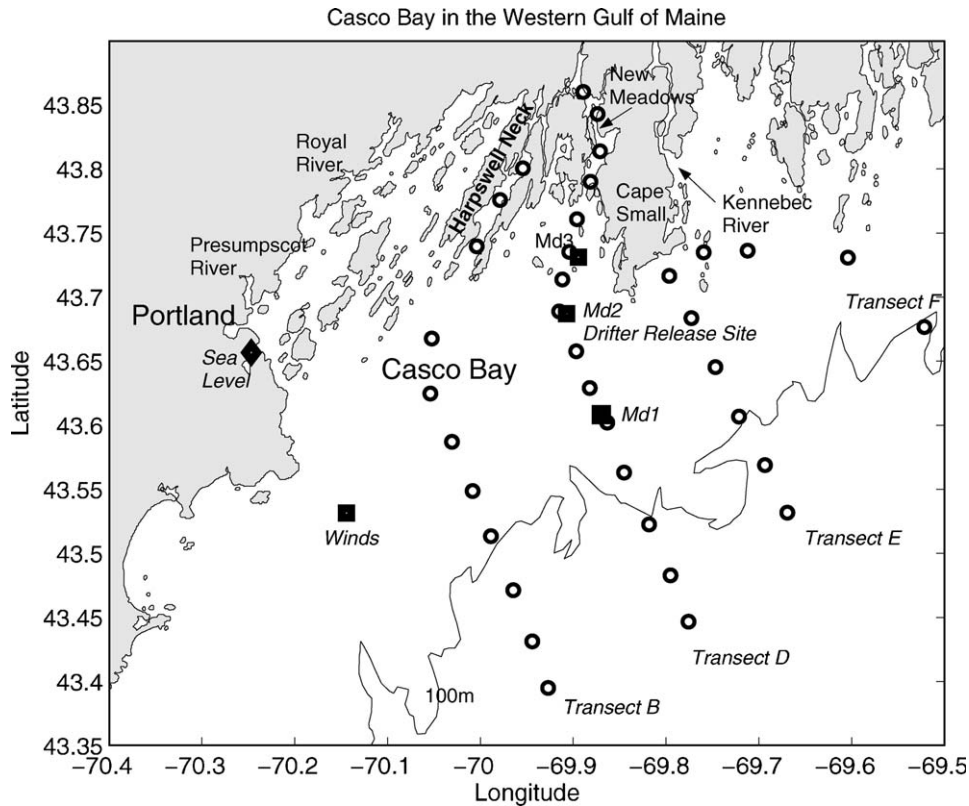 Casco Bay in the Western Gulf of Maine
43.85
43.8
43.75
43.7
43.65
43.6
43.55
43.5
43.45
43.4
43.35
Latitude
New
Meadows
Royal
River
Harpswell Neck
Cape
Small
Kennebec
River
Presumpscot
River
Md3
Portland
Md2
Drifter Release Site
Transect F
Sea
Level
Casco Bay
Md1
Winds
Transect E
Transect D
100m
Transect B
−70.4
−70.3
−70.2
−70.1
−70
−69.9
−69.8
−69.7
−69.6
−69.5
Longitude